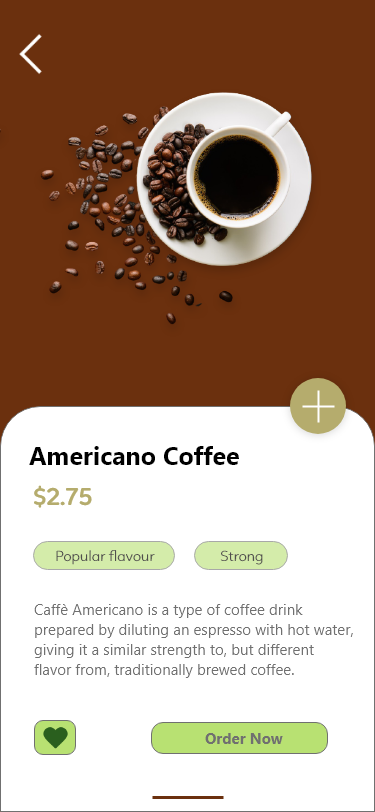 Americano Coffee
$2.75
Popular flavour
Strong
Caffè Americano is a type of coffee drink
prepared by diluting an espresso with hot water,
giving it a similar strength to, but different
flavor from, traditionally brewed coffee.
Order Now